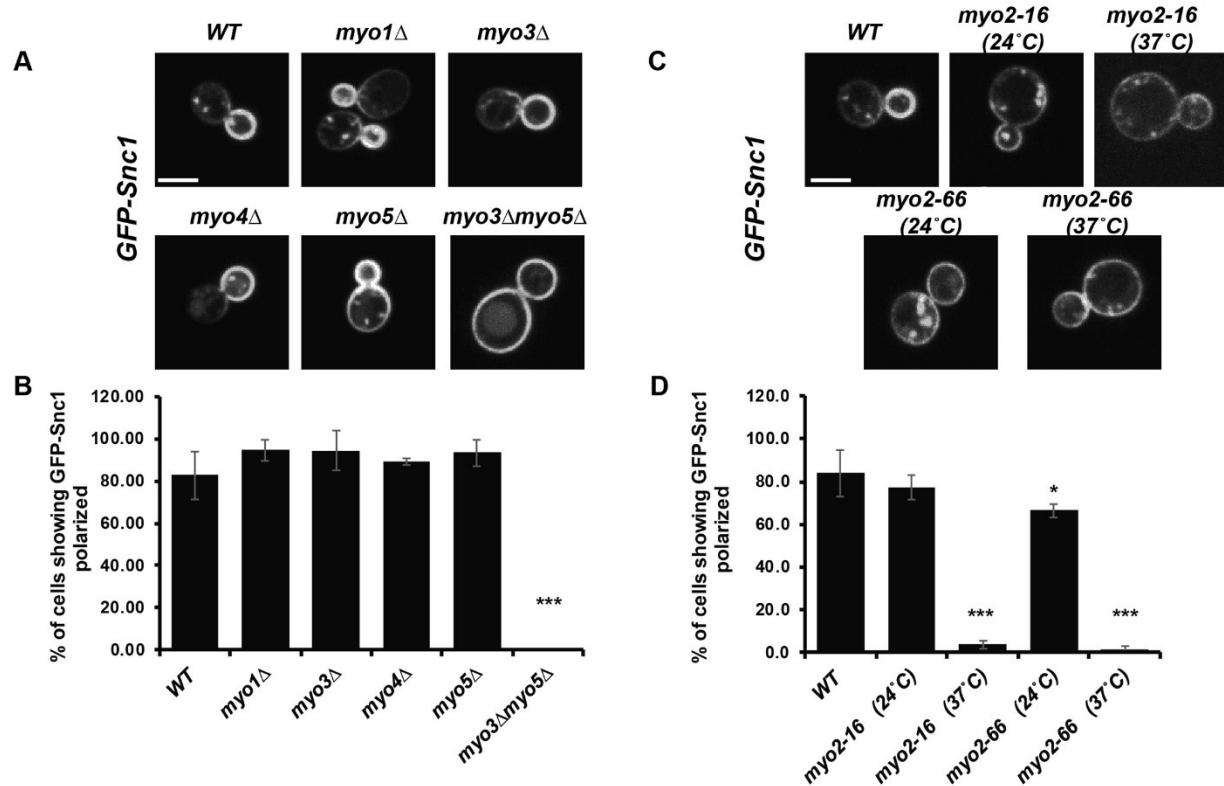 A
WT
myo1Δ
myo3Δ
GFP-Snc1
myo4Δ
myo5Δ
myo3Δmyo5Δ
B
% of cells showing GFP-Snc1
polarized
120.00
100.00
80.00
60.00
40.00
20.00
0.00
***
WT
myo1Δ
myo3Δ
myo4Δ
myo5Δ
myo3Δmyo5Δ
C
WT
myo2-16
(24˚C)
myo2-16
(37˚C)
GFP-Snc1
myo2-66
(24˚C)
myo2-66
(37˚C)
D
% of cells showing GFP-Snc1
polarized
120.0
100.0
80.0
60.0
40.0
20.0
0.0
***
*
***
WT
myo2-16 (24˚C)
myo2-16 (37˚C)
myo2-66 (24˚C)
myo2-66 (37˚C)